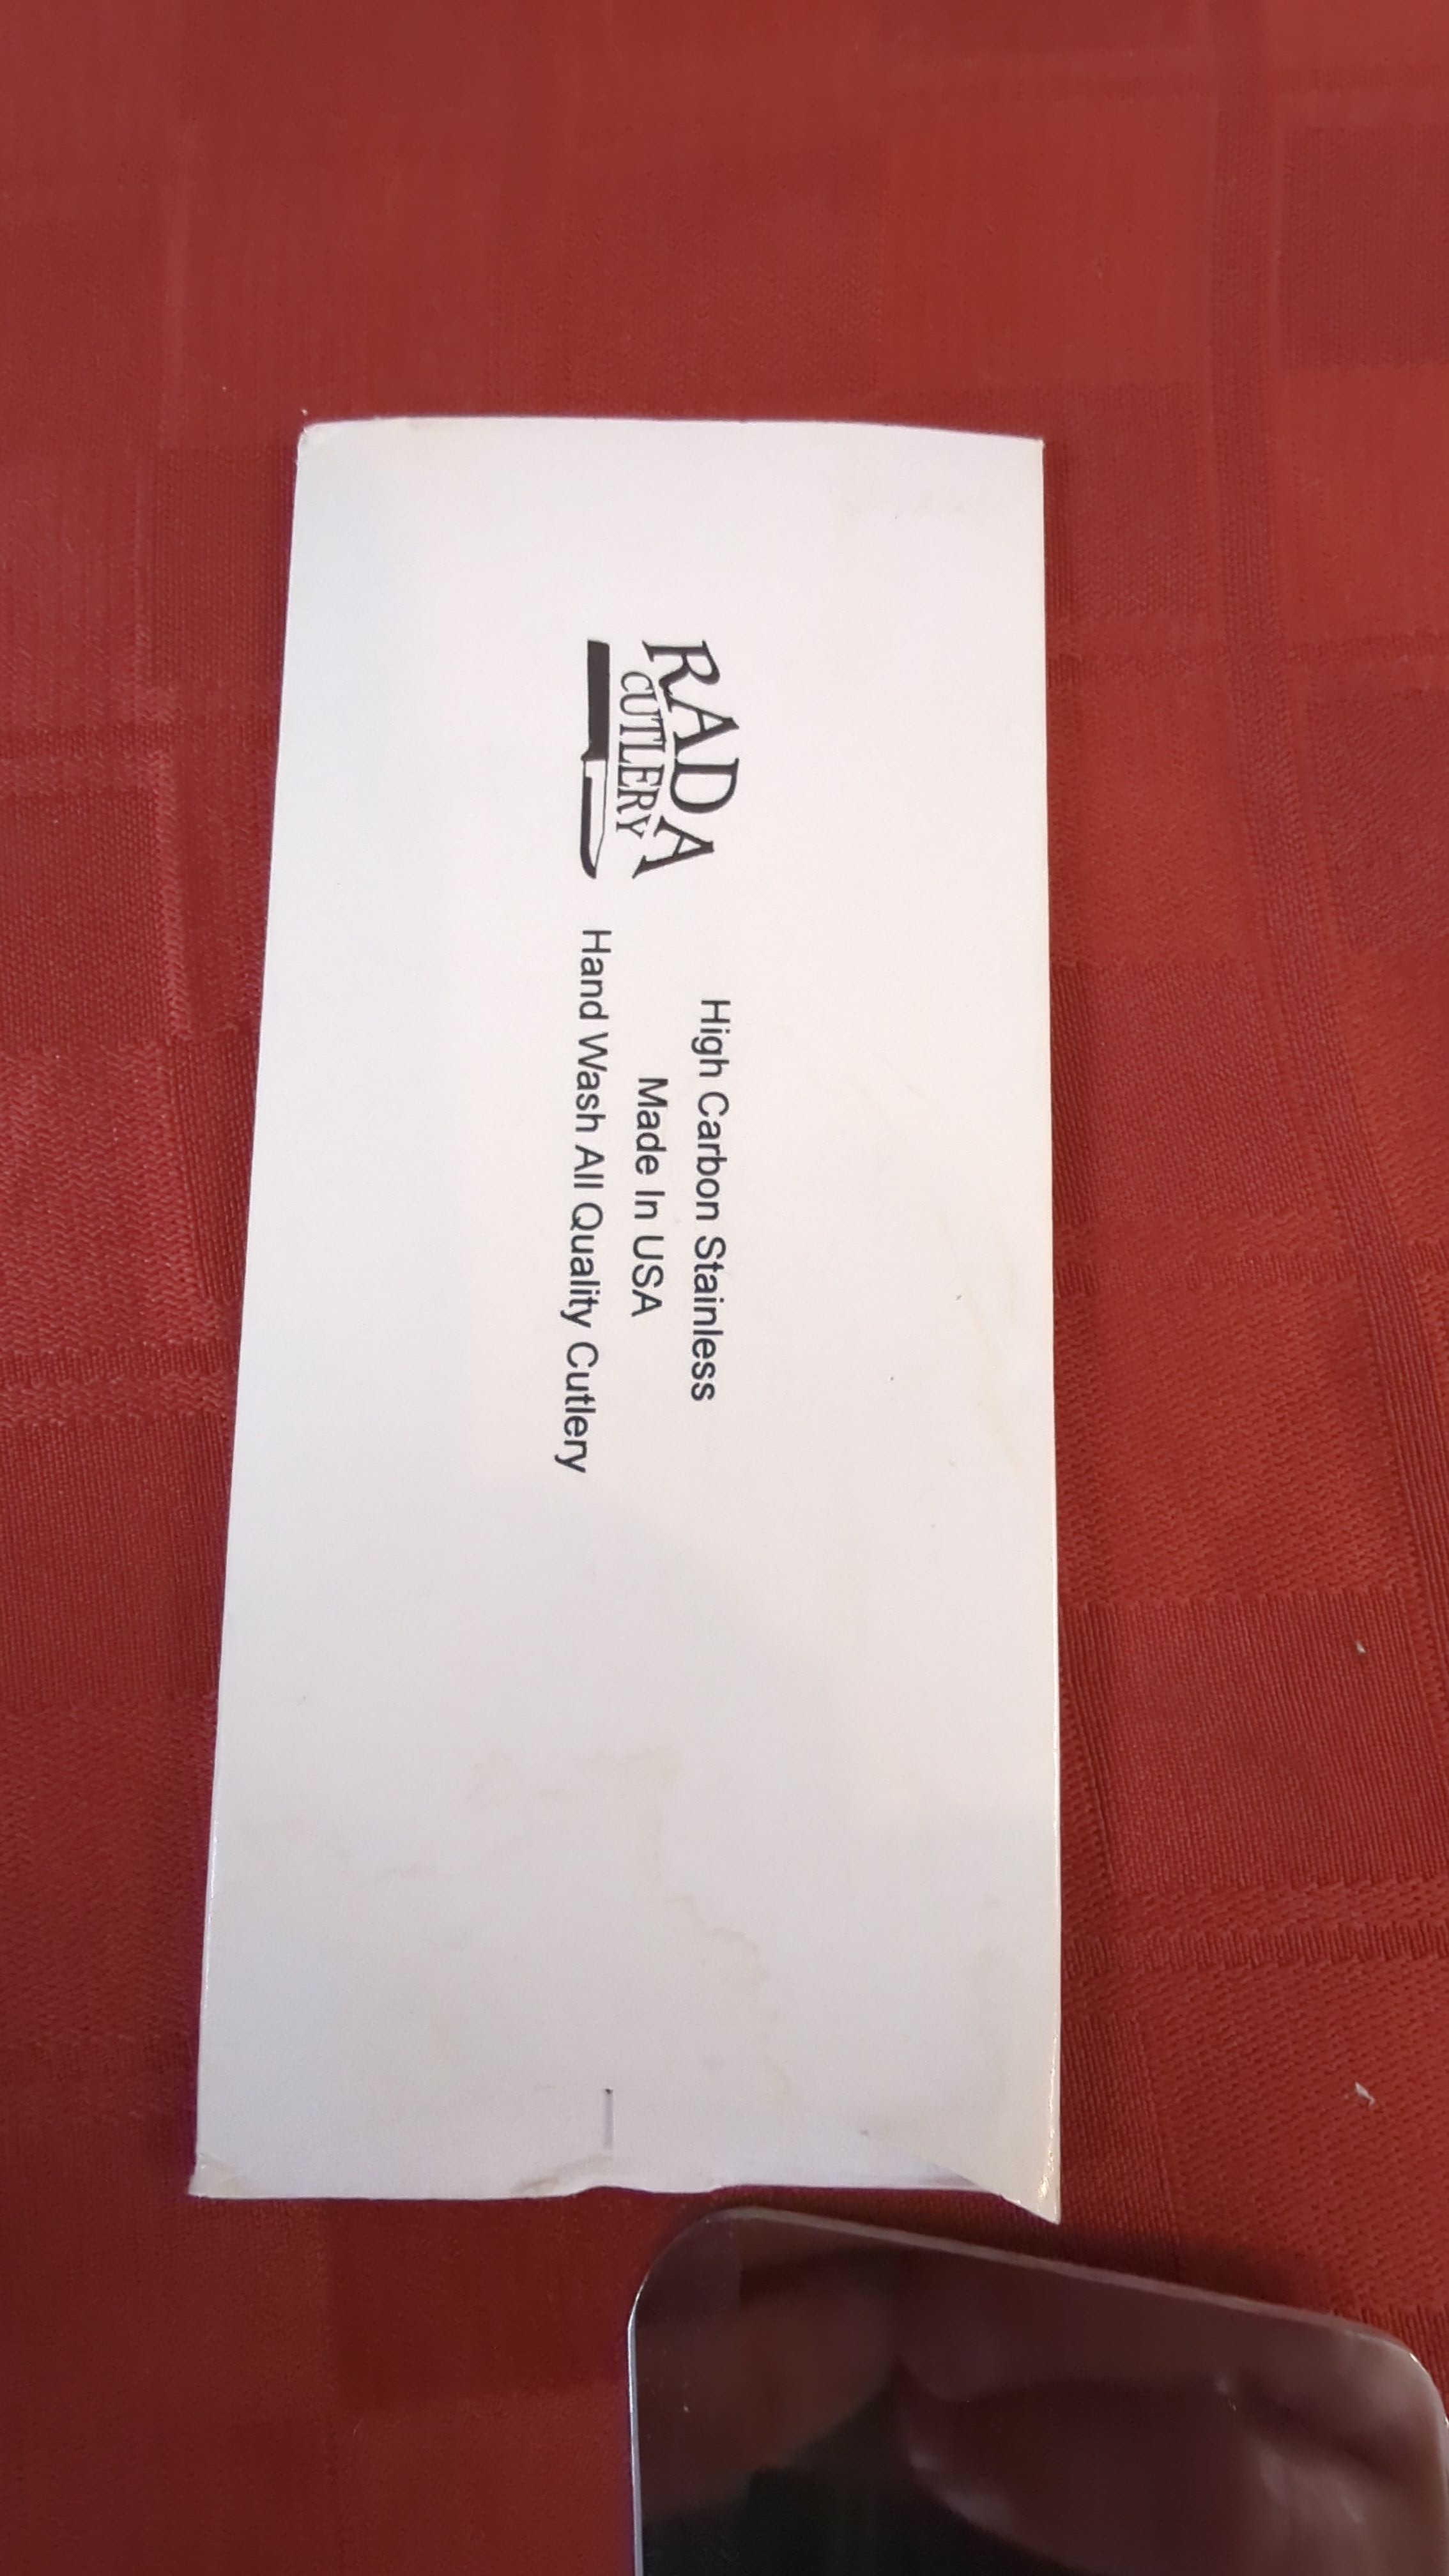 RADA
CUTLERY
High Carbon Stainless
Made In USA
Hand Wash All Quality Cutlery